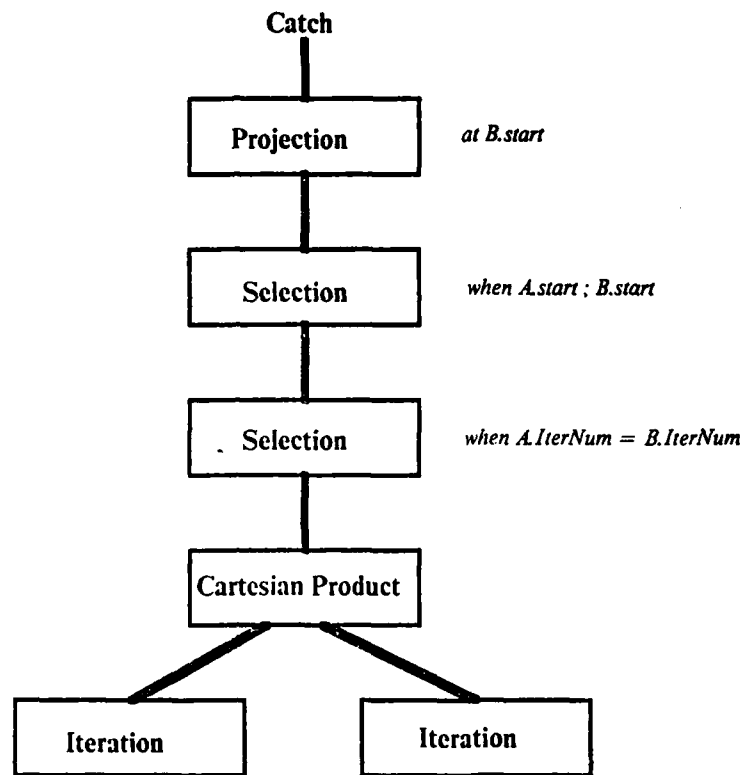 Catch
Projection
at B.start
Selection
when A.start ; B.start
Selection
when A.IterNum = B.IterNum
Cartesian Product
Iteration
Iteration